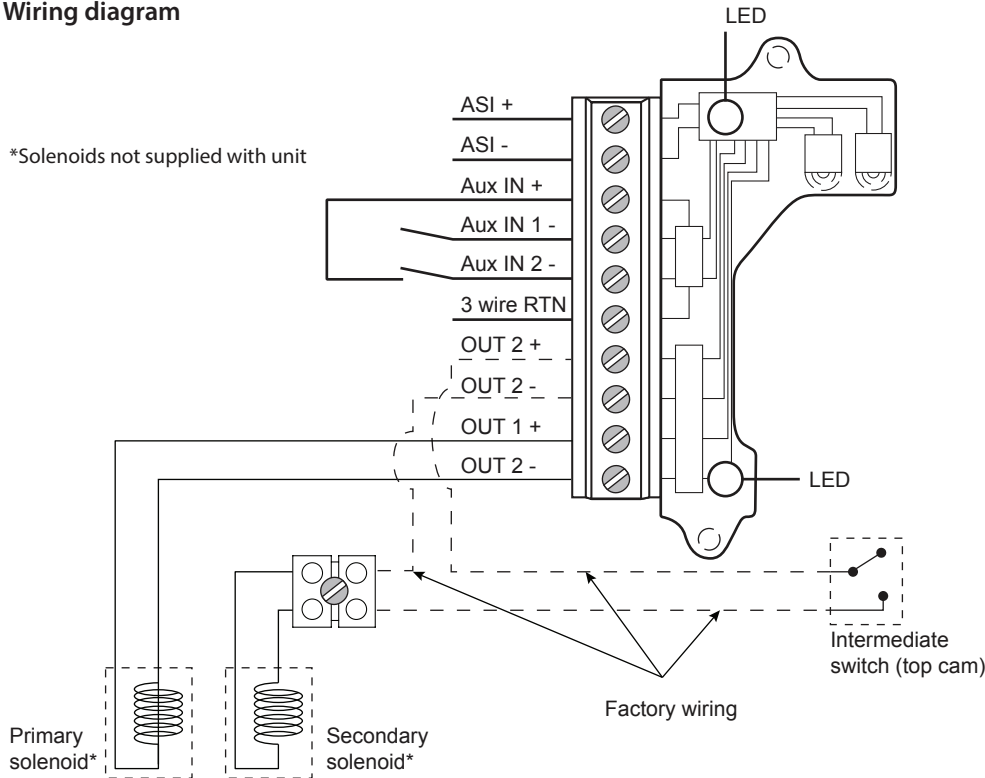 Wiring diagram
LED
ASI +
*Solenoids not supplied with unit
ASI -
Aux IN +
Aux IN 1 -
Aux IN 2 -
3 wire RTN
OUT 2 +
OUT 2 -
OUT 1 +
OUT 2 -
LED
Intermediate
switch (top cam)
Factory wiring
Primary
solenoid*
Secondary
solenoid*